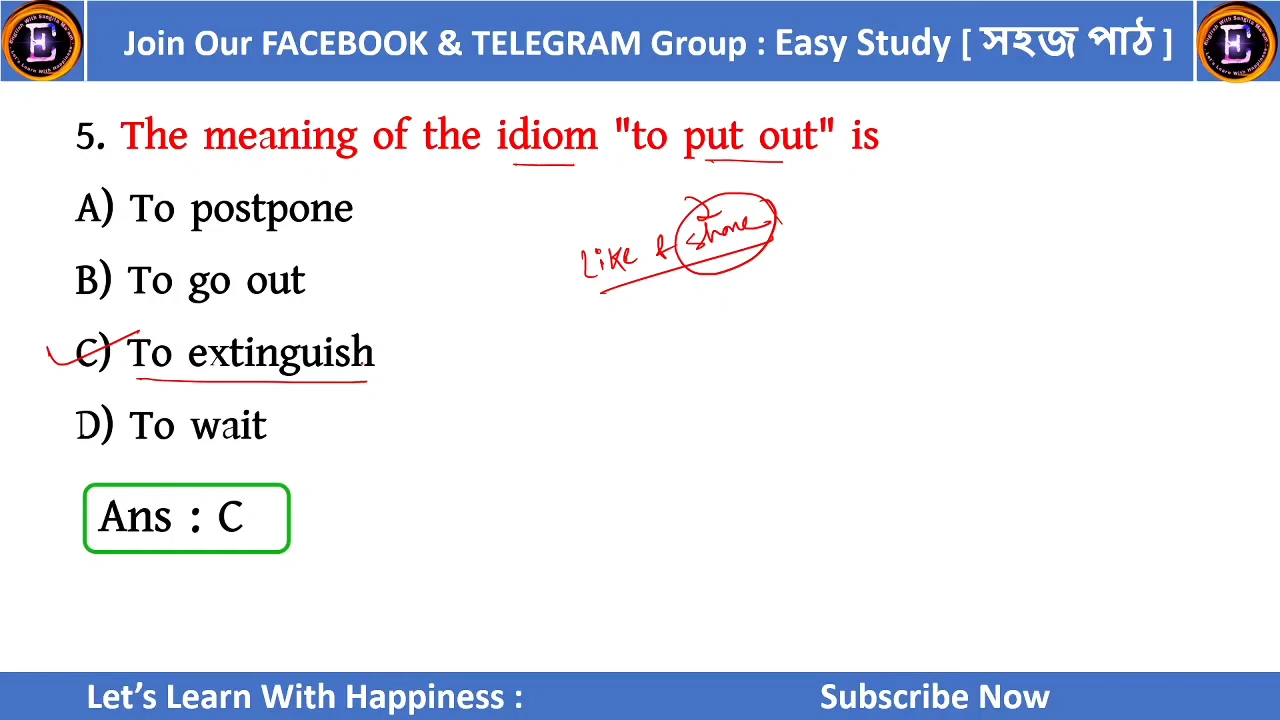 Join Our FACEBOOK & TELEGRAM Group : Easy Study [ সহজ পাঠ ]
E
E
5. The meaning of the idiom "to put out" is
A) To postpone
Like & Share
B) To go out
C) To extinguish
D) To wait
Ans : C
Let's Learn With Happiness :
Subscribe Now